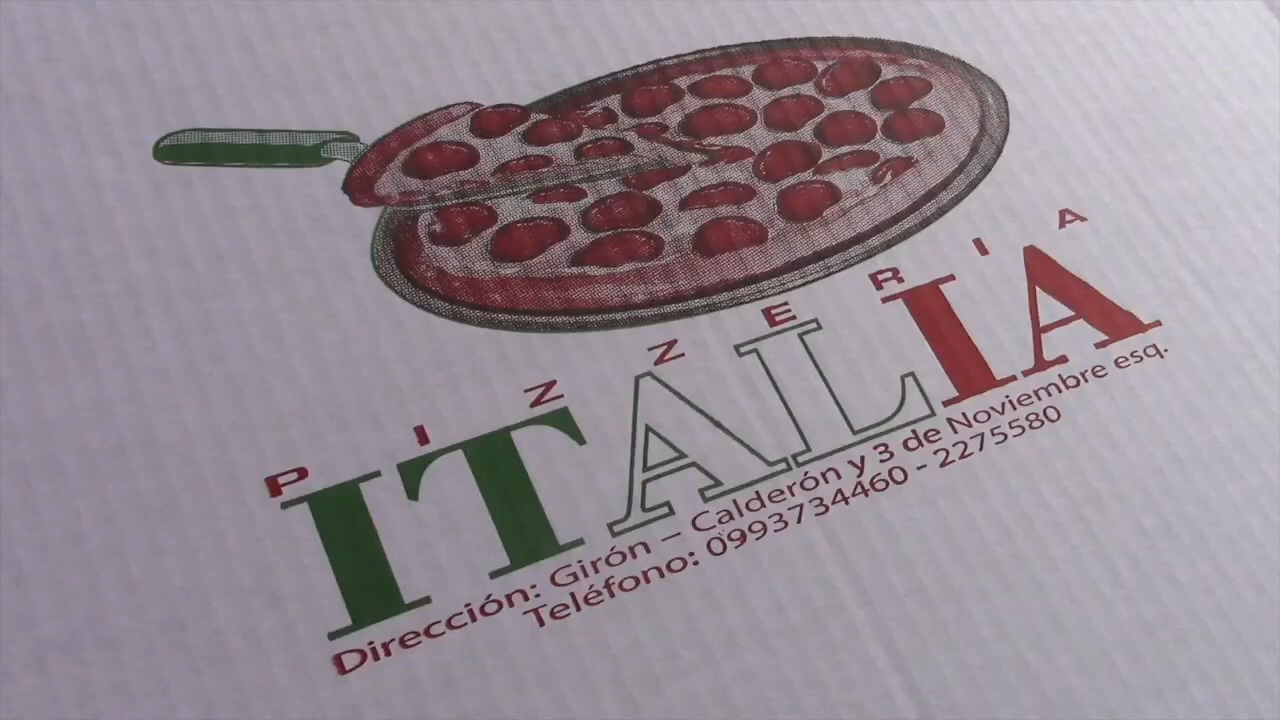 PIZZERIA
ITALIA
Dirección: Girón – Calderón y 3 de Noviembre esq.
Teléfono: 0993734460 - 2275580